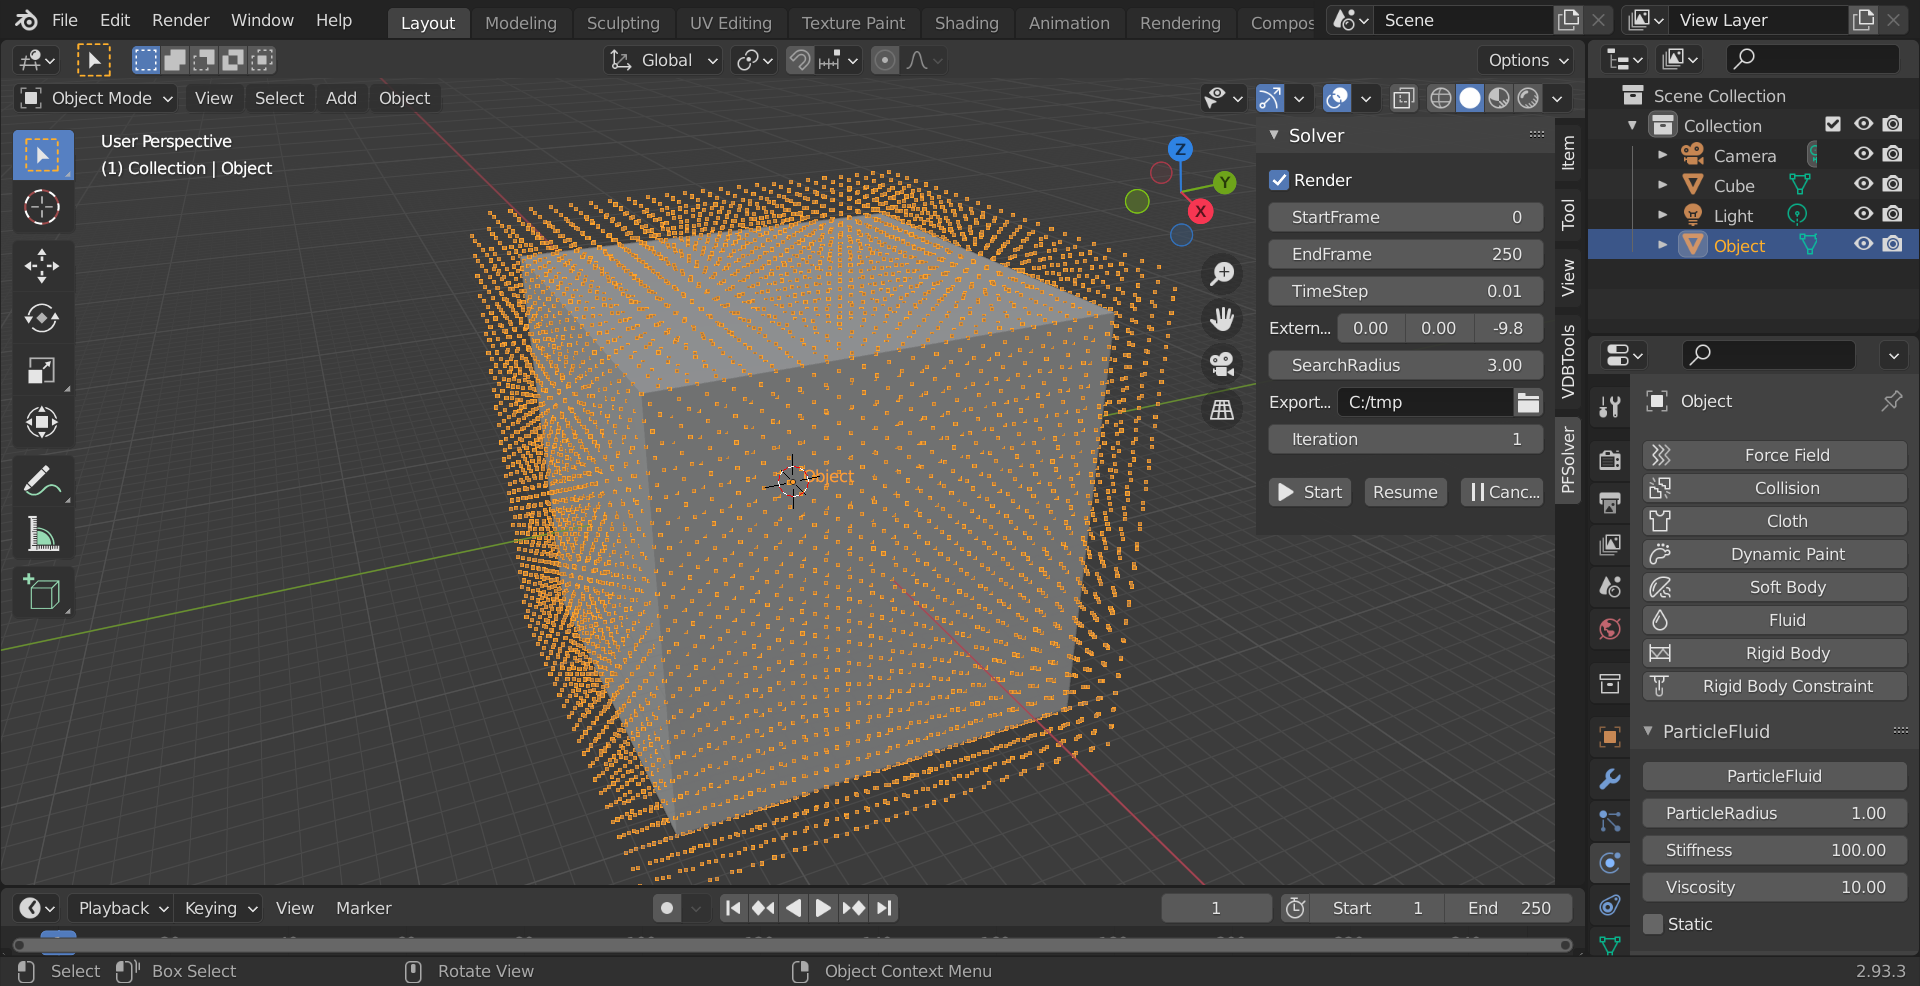 File Edit Render Window Help Layout Modeling Sculpting UV Editing Texture Paint Shading Animation Rendering Compos Scene View Layer
Global Options
Object Mode View Select Add Object
User Perspective
(1) Collection | Object
Z
Y
X
Object
Solver
Render
StartFrame 0
EndFrame 250
TimeStep 0.01
Extern... 0.00 0.00 -9.8
SearchRadius 3.00
Export... C:/tmp
Iteration 1
Start Resume Canc...
Item
Tool
View
VDBTools
PFSolver
Scene Collection
Collection
Camera
Cube
Light
Object
Object
Force Field
Collision
Cloth
Dynamic Paint
Soft Body
Fluid
Rigid Body
Rigid Body Constraint
ParticleFluid
ParticleFluid
ParticleRadius 1.00
Stiffness 100.00
Viscosity 10.00
Static
Playback Keying View Marker 1 Start 1 End 250
Select Box Select Rotate View Object Context Menu 2.93.3